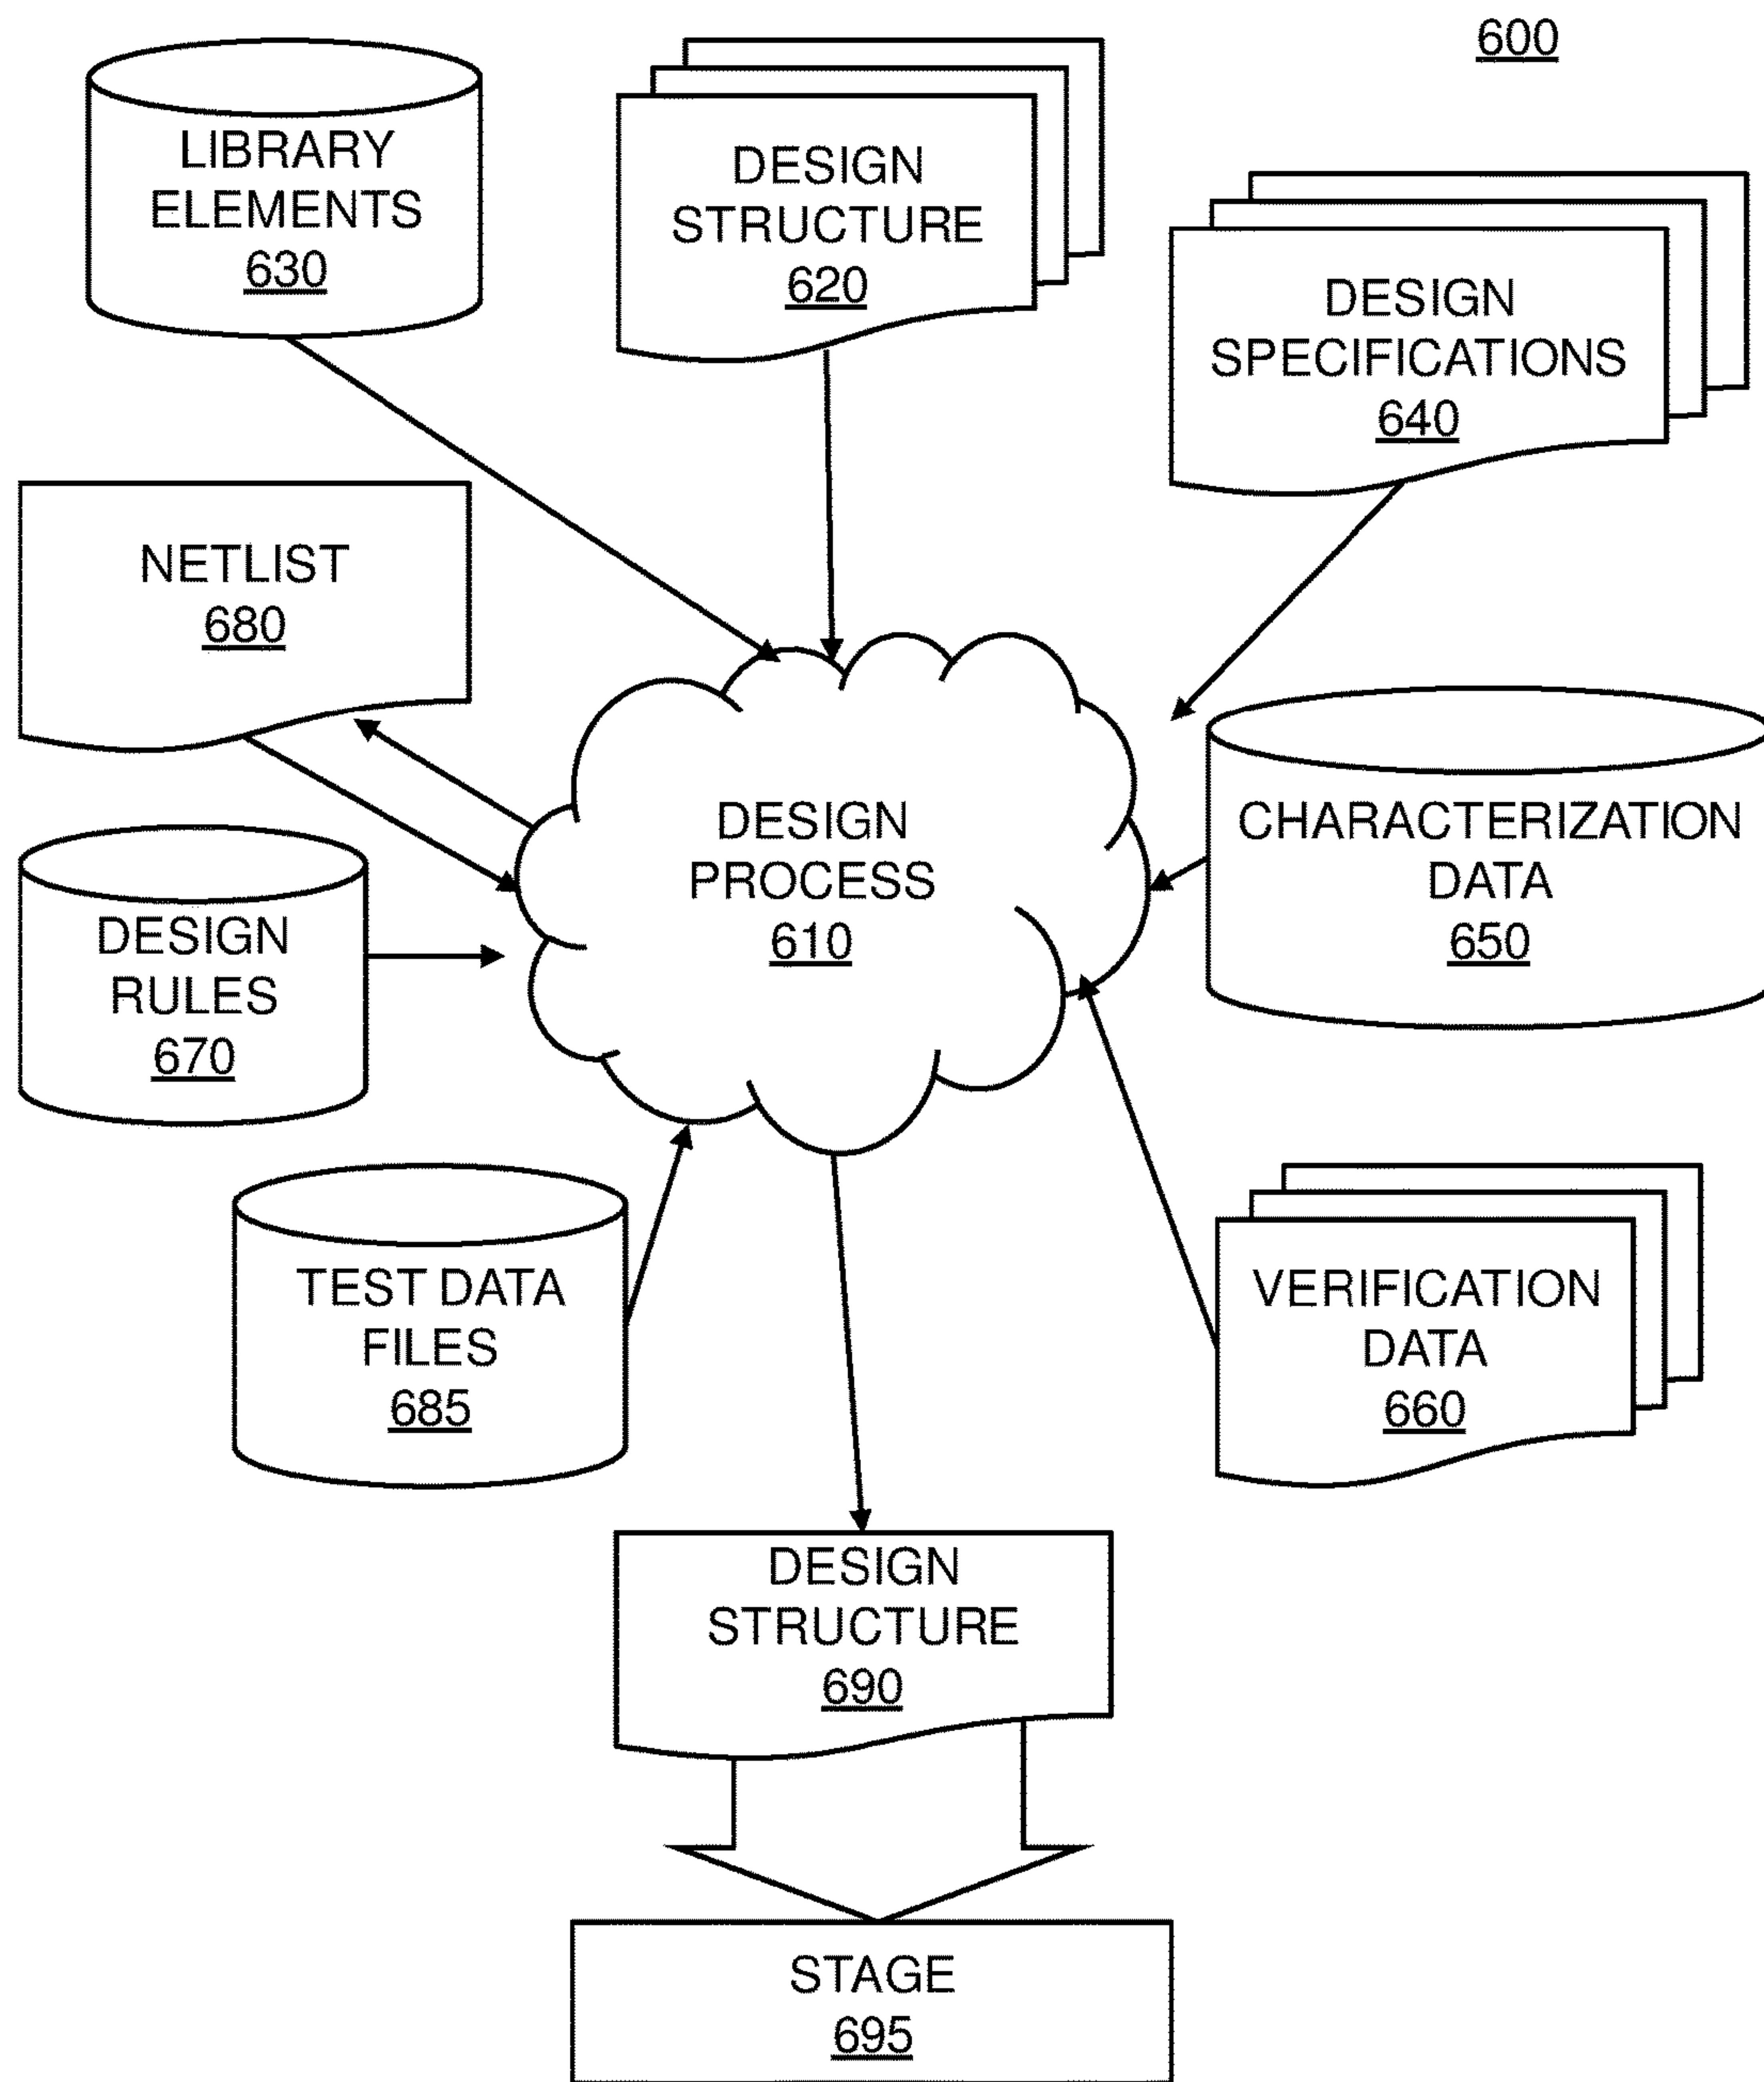 600
LIBRARY
ELEMENTS
630
DESIGN
STRUCTURE
620
DESIGN
SPECIFICATIONS
640
NETLIST
680
DESIGN
PROCESS
610
CHARACTERIZATION
DATA
650
DESIGN
RULES
670
TEST DATA
FILES
685
VERIFICATION
DATA
660
DESIGN
STRUCTURE
690
STAGE
695